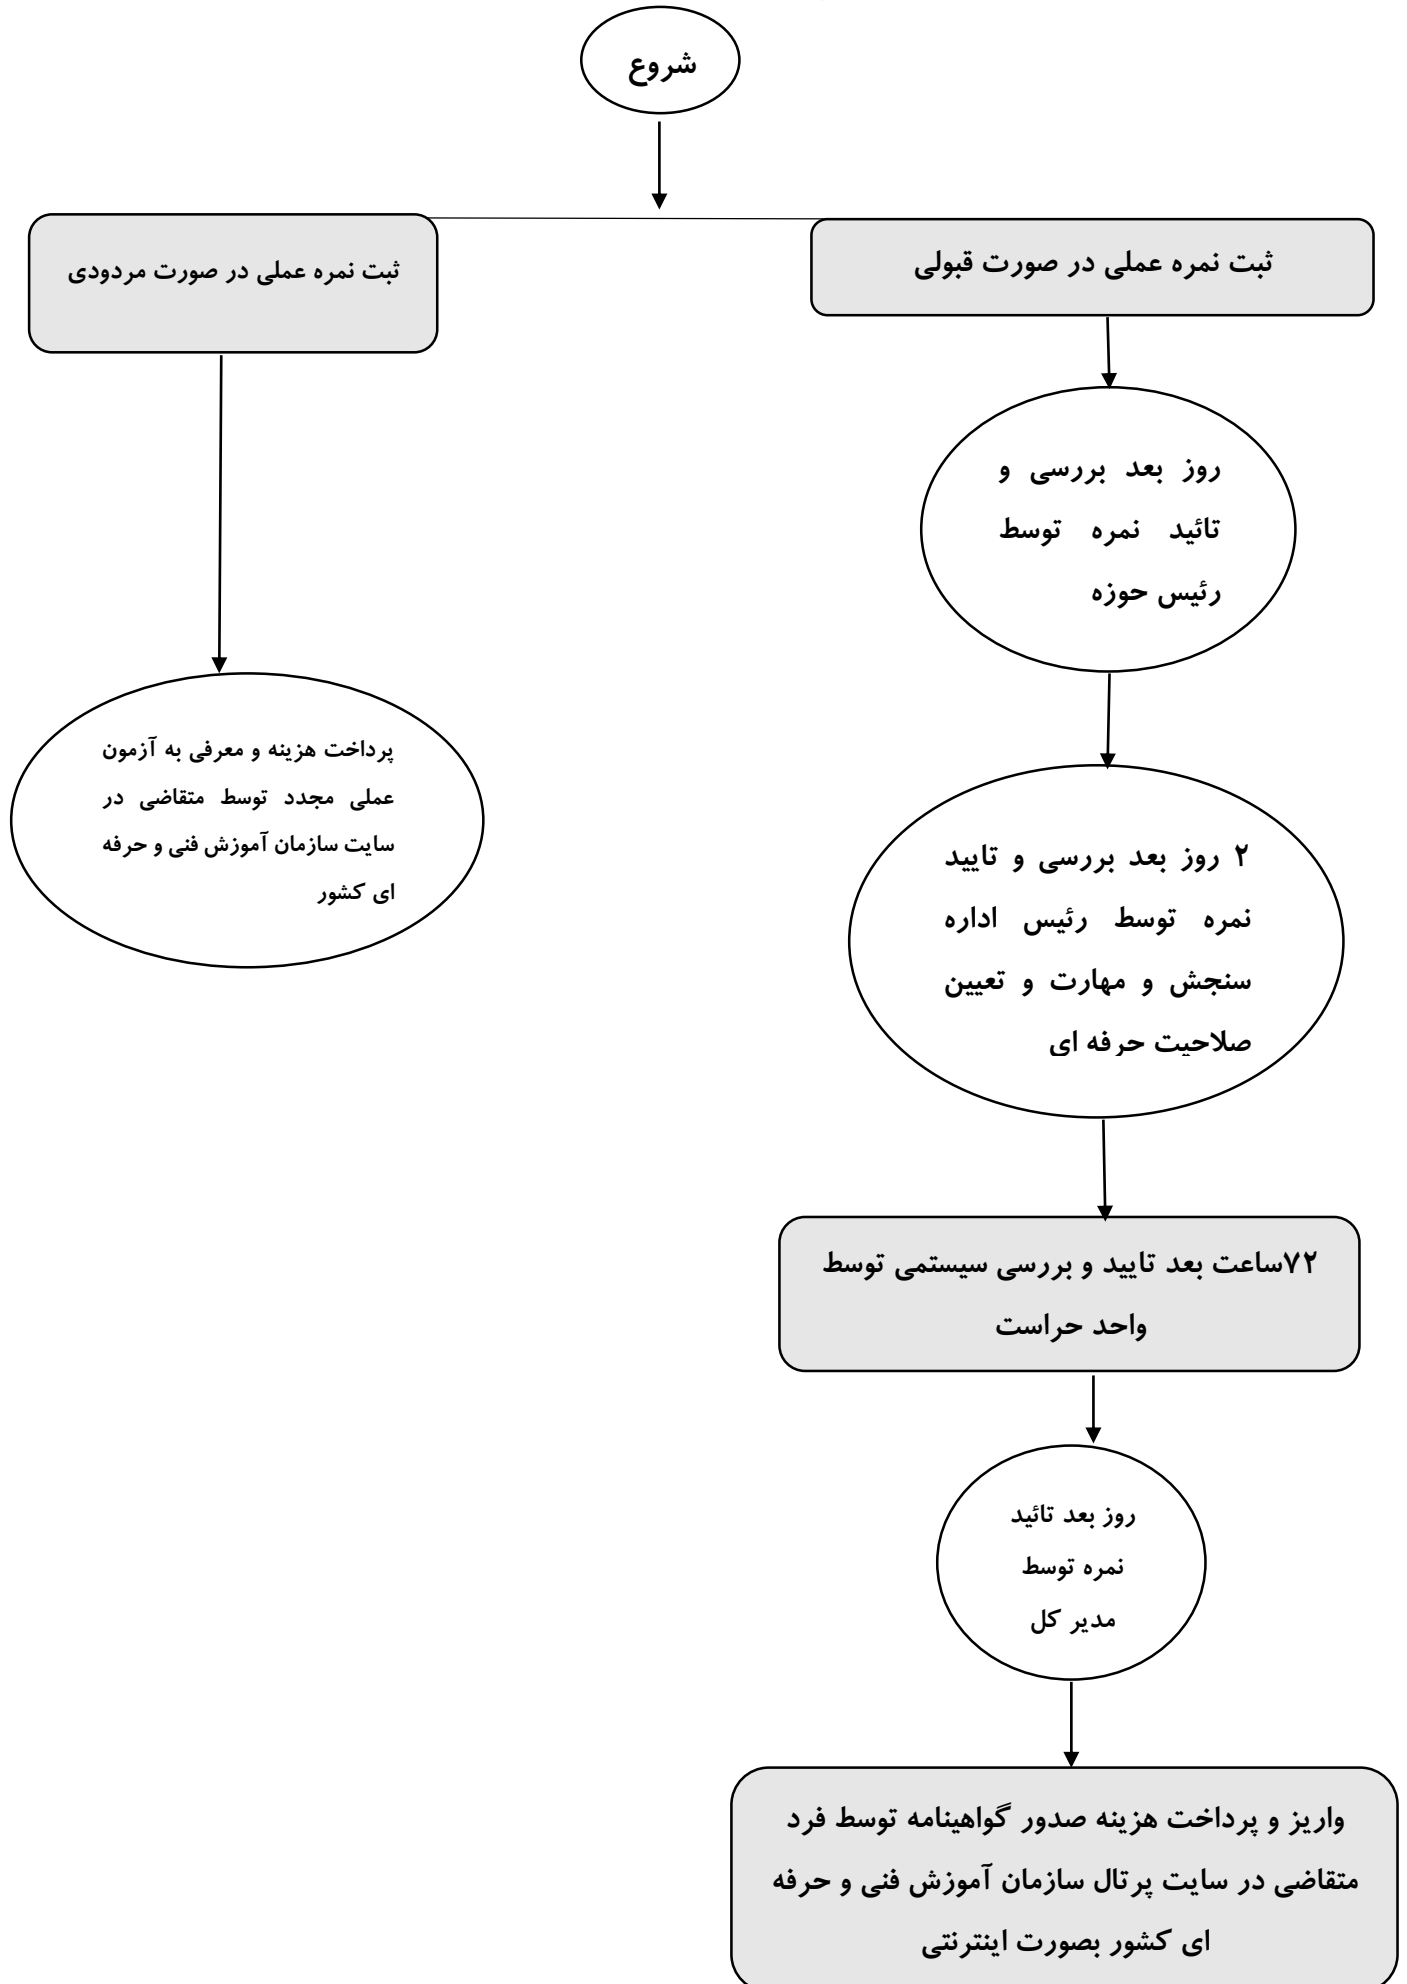 شروع
ثبت نمره عملی در صورت قبولی
ثبت نمره عملی در صورت مردودی
روز بعد بررسی و
تائید نمره توسط
رئیس حوزه
پرداخت هزینه و معرفی به آزمون
عملی مجدد توسط متقاضی در
سایت سازمان آموزش فنی و حرفه
ای کشور
۲ روز بعد بررسی و تایید
نمره توسط رئیس اداره
سنجش و مهارت و تعیین
صلاحیت حرفه ای
۷۲ساعت بعد تایید و بررسی سیستمی توسط
واحد حراست
روز بعد تائید
نمره توسط
مدیر کل
واریز و پرداخت هزینه صدور گواهینامه توسط فرد
متقاضی در سایت پرتال سازمان آموزش فنی و حرفه
ای کشور بصورت اینترنتی